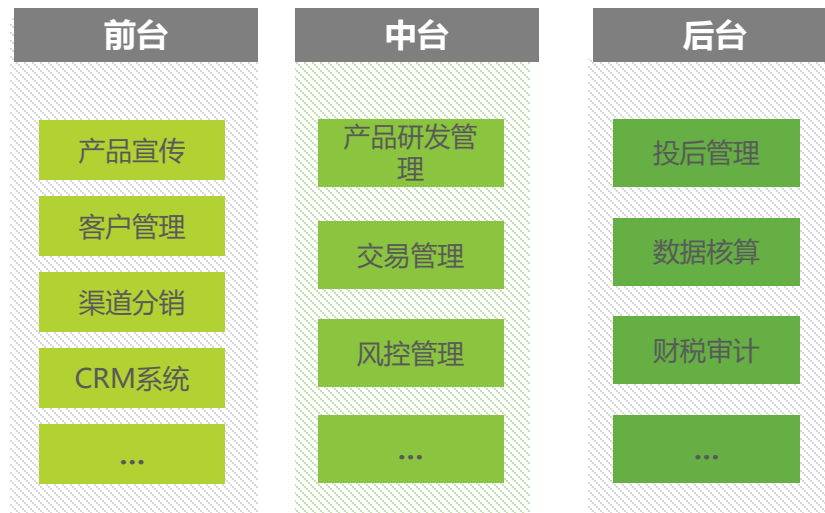 前台
产品宣传
客户管理
渠道分销
CRM系统
...
中台
产品研发管
理
交易管理
风控管理
...
后台
投后管理
数据核算
财税审计
...